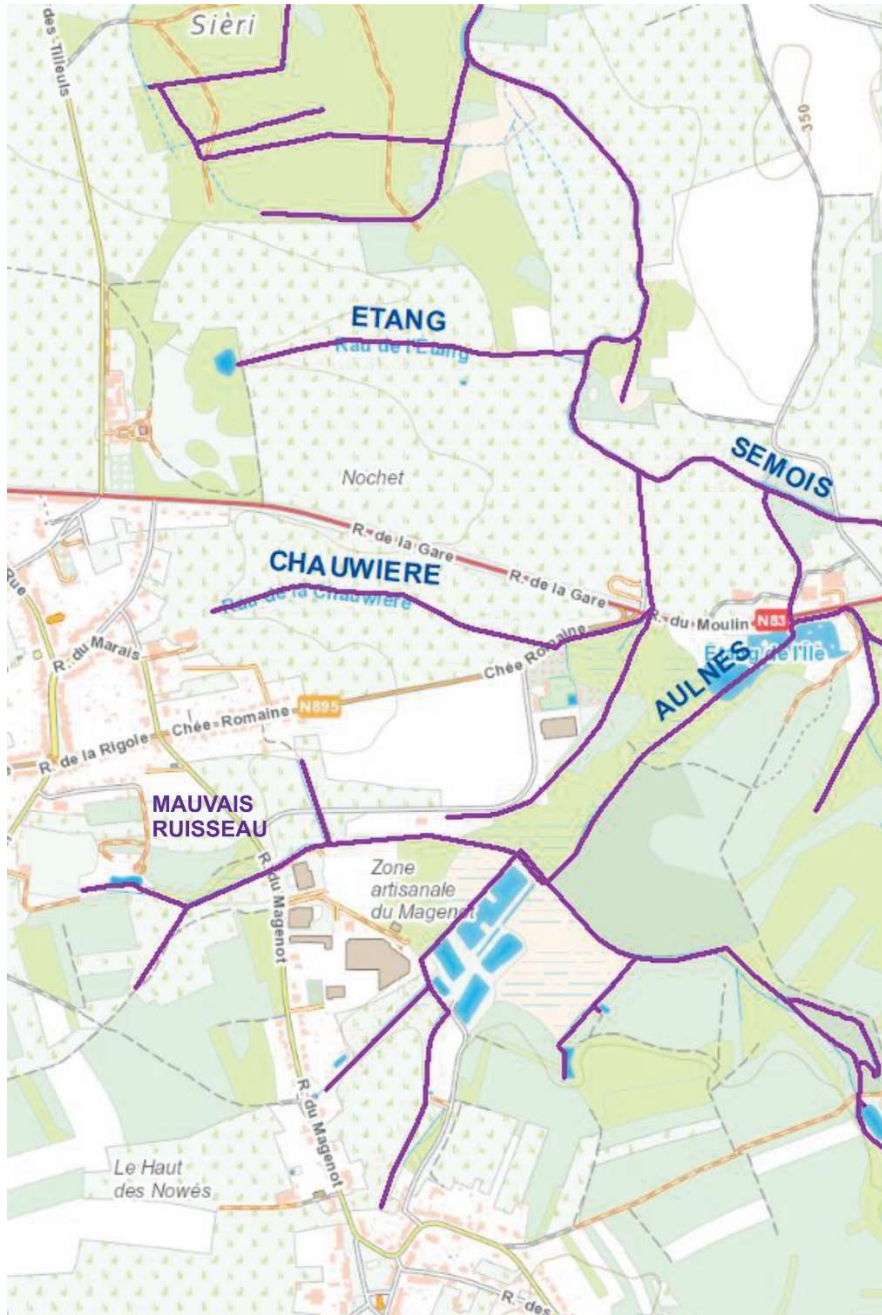 Sièri
des Tilleuls
350
ETANG
Rau de l'Etang
SEMOIS
Nochet
R. de la Gare
CHAUWIERE
R. de la Gare
Rau de la Chauwière
Rue
R. du Moulin
N83
Etang de l'Ile
R. du Marais
Chée Romaine
AULNES
N895
Chée Romaine
R. de la Rigole
MAUVAIS
RUISSEAU
R. du Magenot
Zone
artisanale
du Magenot
R. du Magenot
Le Haut
des Nowés
R. des